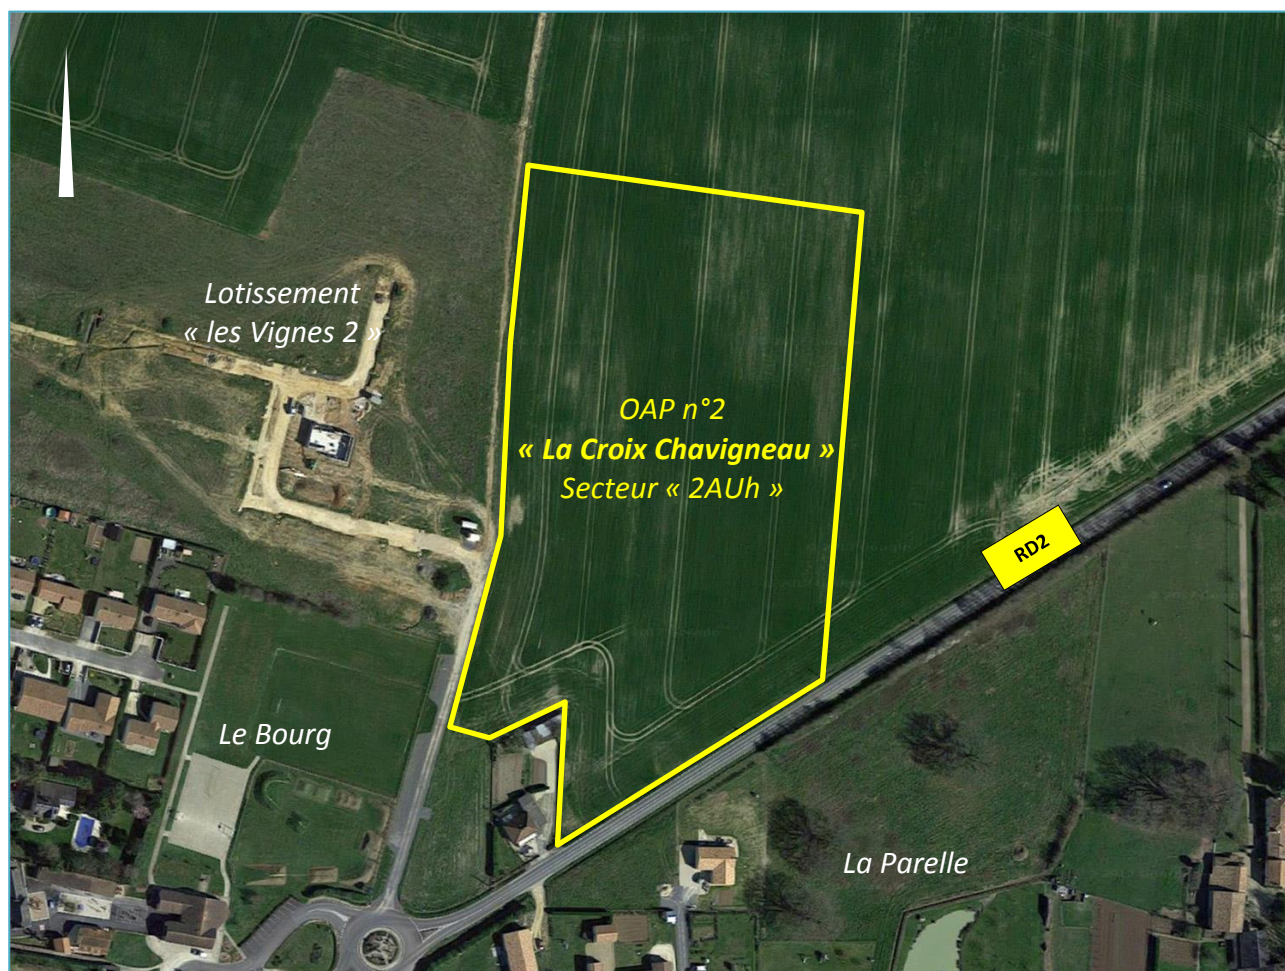 Lotissement
« les Vignes 2 »
OAP n°2
« La Croix Chavigneau »
Secteur « 2AUh »
RD2
Le Bourg
La Parelle